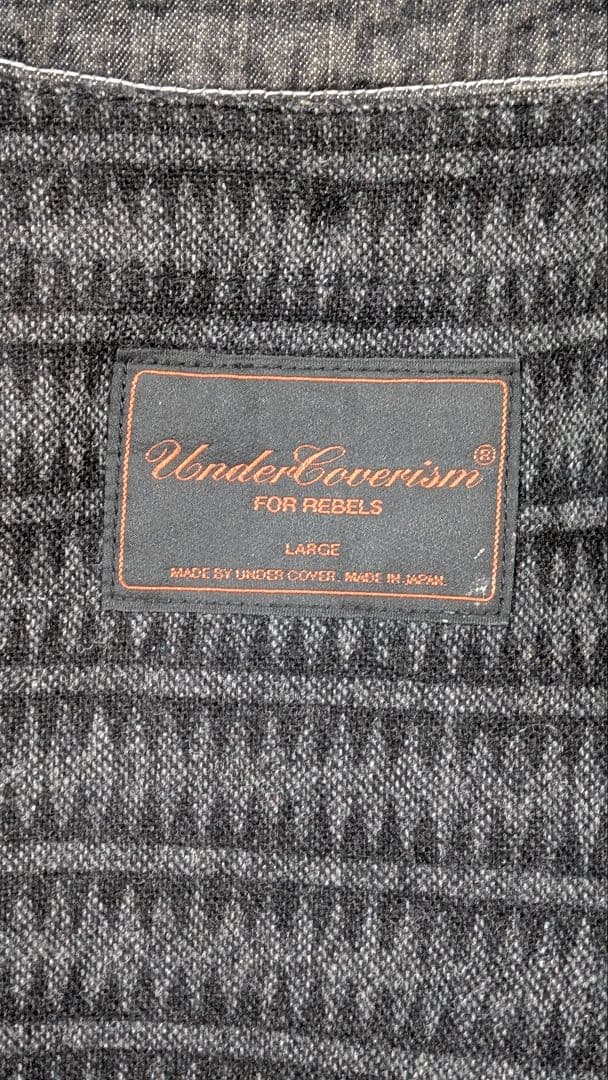 UnderCoverism®
FOR REBELS
LARGE
MADE BY UNDER COVER. MADE IN JAPAN.